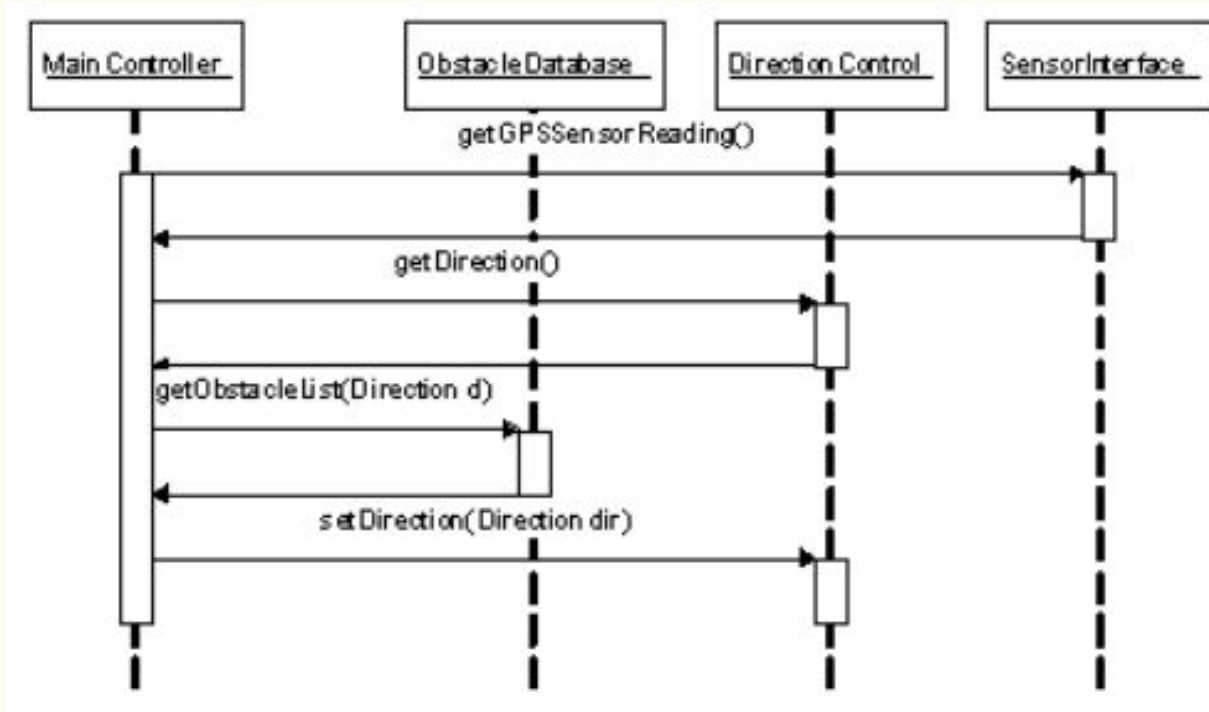 Main Controller
ObstacleDatabase
Direction Control
SensorInterface
getGPSSensorReading()
getDirection()
getObstacleList(Direction d)
setDirection(Direction dir)